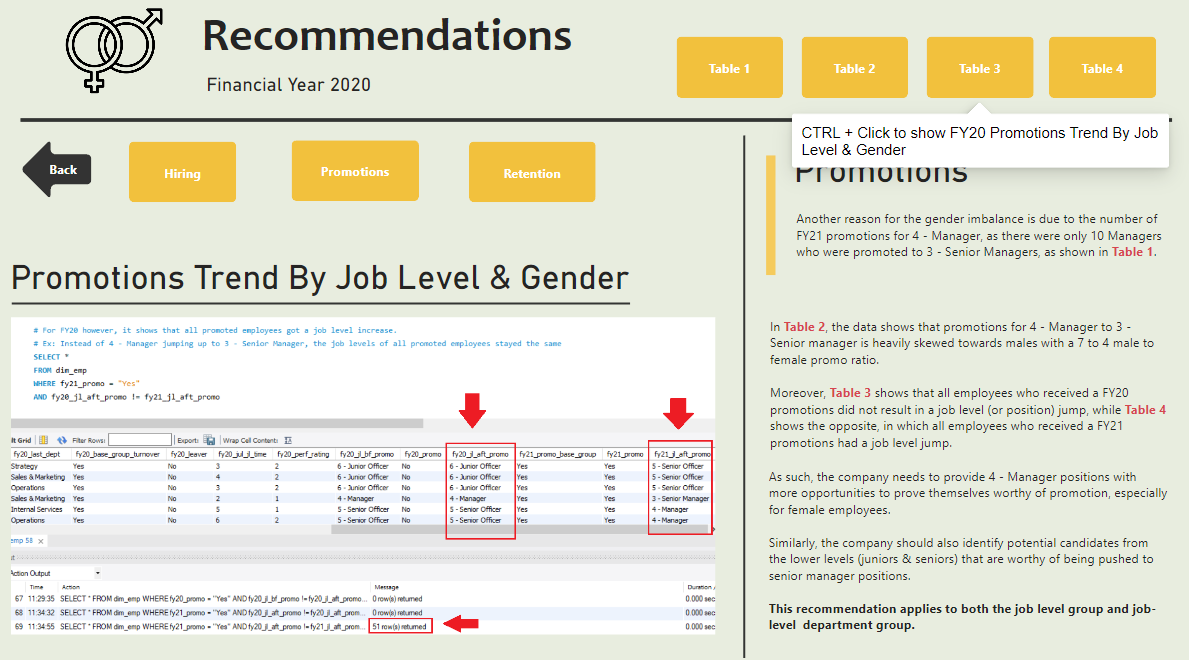 Recommendations
Financial Year 2020
Table 1
Table 2
Table 3
Table 4
CTRL + Click to show FY20 Promotions Trend By Job
Level & Gender
Back
Hiring
Promotions
Retention
Promotions
Another reason for the gender imbalance is due to the number of
FY21 promotions for 4 - Manager, as there were only 10 Managers
who were promoted to 3 - Senior Managers, as shown in Table 1.
Promotions Trend By Job Level & Gender
# For FY20 however, it shows that all promoted employees got a job level increase.
# Ex: Instead of 4 - Manager jumping up to 3 - Senior Manager, the job levels of all promoted employees stayed the same
SELECT *
FROM dim_emp
WHERE fy21_promo = "Yes"
AND fy20_jl_aft_promo != fy21_jl_aft_promo
lt Grid Filter Rows: Export: Wrap Cell Content:
fy20_last_dept fy20_base_group_turnover fy20_leaver fy20_jul_jl_time fy20_perf_rating fy20_jl_bf_promo fy20_promo fy20_jl_aft_promo fy21_promo_base_group fy21_promo fy21_jl_aft_promo
Strategy Yes No 3 2 6 - Junior Officer No 6 - Junior Officer Yes Yes 5 - Senior Officer
Sales & Marketing Yes No 4 2 6 - Junior Officer No 6 - Junior Officer Yes Yes 5 - Senior Officer
Operations Yes No 3 2 6 - Junior Officer No 6 - Junior Officer Yes Yes 5 - Senior Officer
Sales & Marketing Yes No 2 1 4 - Manager No 4 - Manager Yes Yes 3 - Senior Manager
Internal Services Yes No 5 1 5 - Senior Officer No 5 - Senior Officer Yes Yes 4 - Manager
Operations Yes No 6 2 5 - Senior Officer No 5 - Senior Officer Yes Yes 4 - Manager
emp 58
Action Output
Time Action Message Duration
67 11:29:35 SELECT * FROM dim_emp WHERE fy20_promo = "Yes" AND fy20_jl_bf_promo != fy20_jl_aft_promo... 0 row(s) returned 0.000 sec
68 11:34:32 SELECT * FROM dim_emp WHERE fy21_promo = "Yes" AND fy20_jl_aft_promo != fy20_jl_aft_prom... 0 row(s) returned 0.000 sec
69 11:34:55 SELECT * FROM dim_emp WHERE fy21_promo = "Yes" AND fy20_jl_aft_promo != fy21_jl_aft_prom... 51 row(s) returned 0.000 sec
In Table 2, the data shows that promotions for 4 - Manager to 3 -
Senior manager is heavily skewed towards males with a 7 to 4 male to
female promo ratio.
Moreover, Table 3 shows that all employees who received a FY20
promotions did not result in a job level (or position) jump, while Table 4
shows the opposite, in which all employees who received a FY21
promotions had a job level jump.
As such, the company needs to provide 4 - Manager positions with
more opportunities to prove themselves worthy of promotion, especially
for female employees.
Similarly, the company should also identify potential candidates from
the lower levels (juniors & seniors) that are worthy of being pushed to
senior manager positions.
This recommendation applies to both the job level group and job-
level department group.